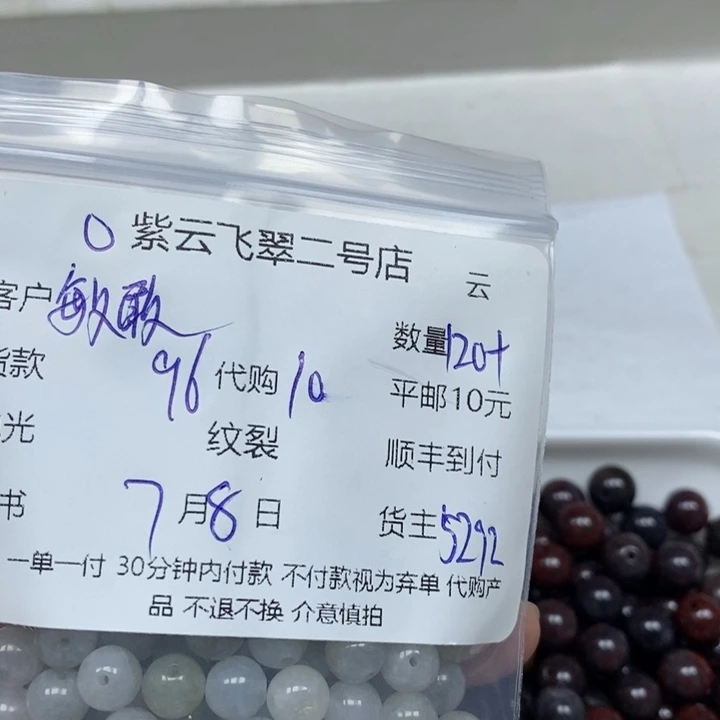 0 紫云飞翠二号店 云
客户 敏敢 数量 120+
货款 96 代购 10 平邮10元
光 纹裂 顺丰到付
书 7月8日 货主 5292
一单一付 30分钟内付款 不付款视为弃单 代购产
品 不退不换 介意慎拍